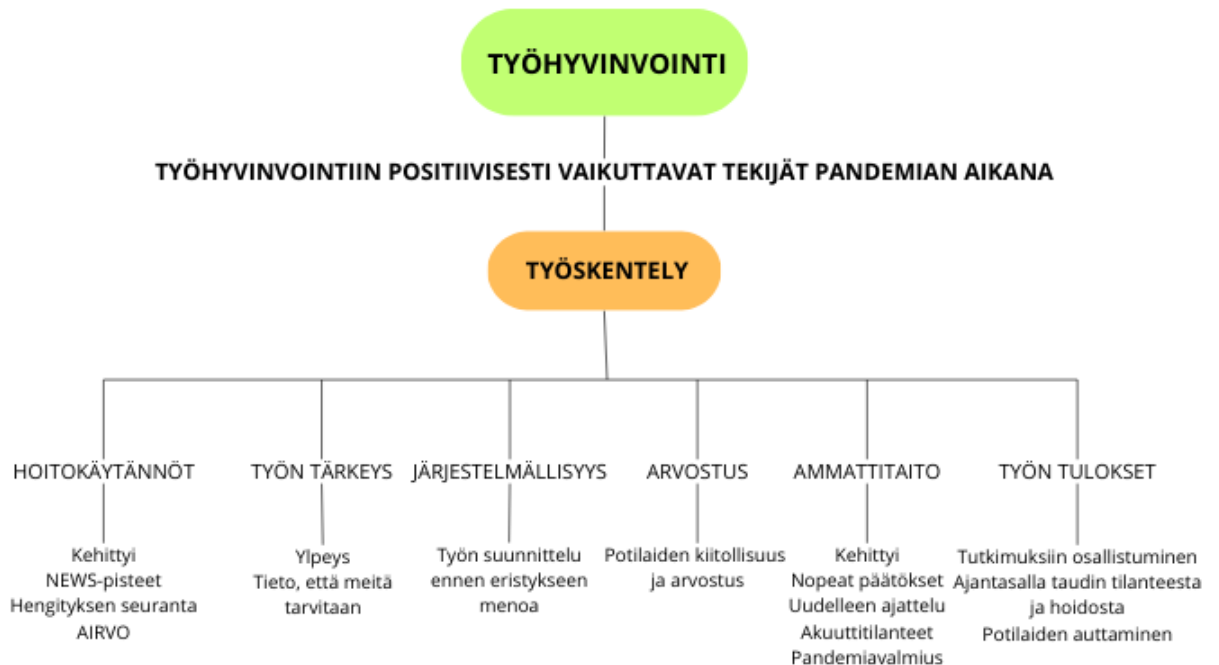 TYÖHYVINVOINTI
TYÖHYVINVOINTIIN POSITIIVISESTI VAIKUTTAVAT TEKIJÄT PANDEMIAN AIKANA
TYÖSKENTELY
HOITOKÄYTÄNNÖT
Kehittyi
NEWS-pisteet
Hengityksen seuranta
AIRVO
TYÖN TÄRKEYS
Ylpeys
Tieto, että meitä
tarvitaan
JÄRJESTELMÄLLISYYS
Työn suunnittelu
ennen eristykseen
menoa
ARVOSTUS
Potilaiden kiitollisuus
ja arvostus
AMMATTITAITO
Kehittyi
Nopeat päätökset
Uudelleen ajattelu
Akuuttitilanteet
Pandemiavalmius
TYÖN TULOKSET
Tutkimuksiin osallistuminen
Ajantasalla taudin tilanteesta
ja hoidosta
Potilaiden auttaminen